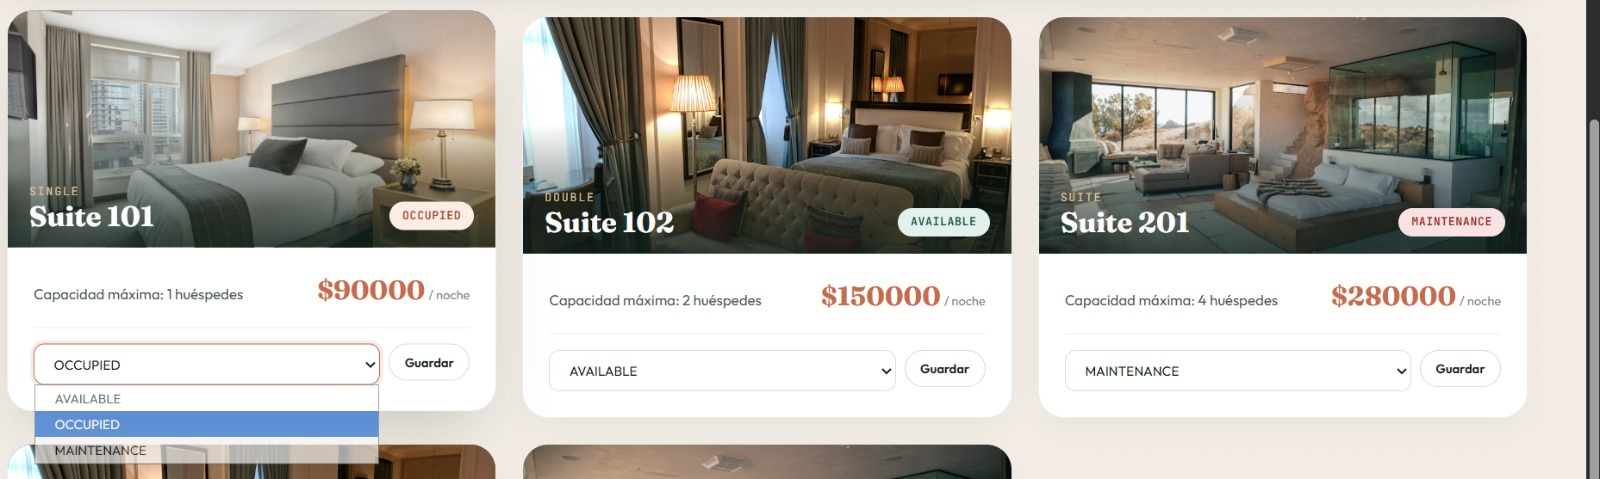 SINGLE
Suite 101
OCCUPIED
Capacidad máxima: 1 huéspedes
$90000 / noche
OCCUPIED
Guardar
AVAILABLE
OCCUPIED
MAINTENANCE
DOUBLE
Suite 102
AVAILABLE
Capacidad máxima: 2 huéspedes
$150000 / noche
AVAILABLE
Guardar
SUITE
Suite 201
MAINTENANCE
Capacidad máxima: 4 huéspedes
$280000 / noche
MAINTENANCE
Guardar